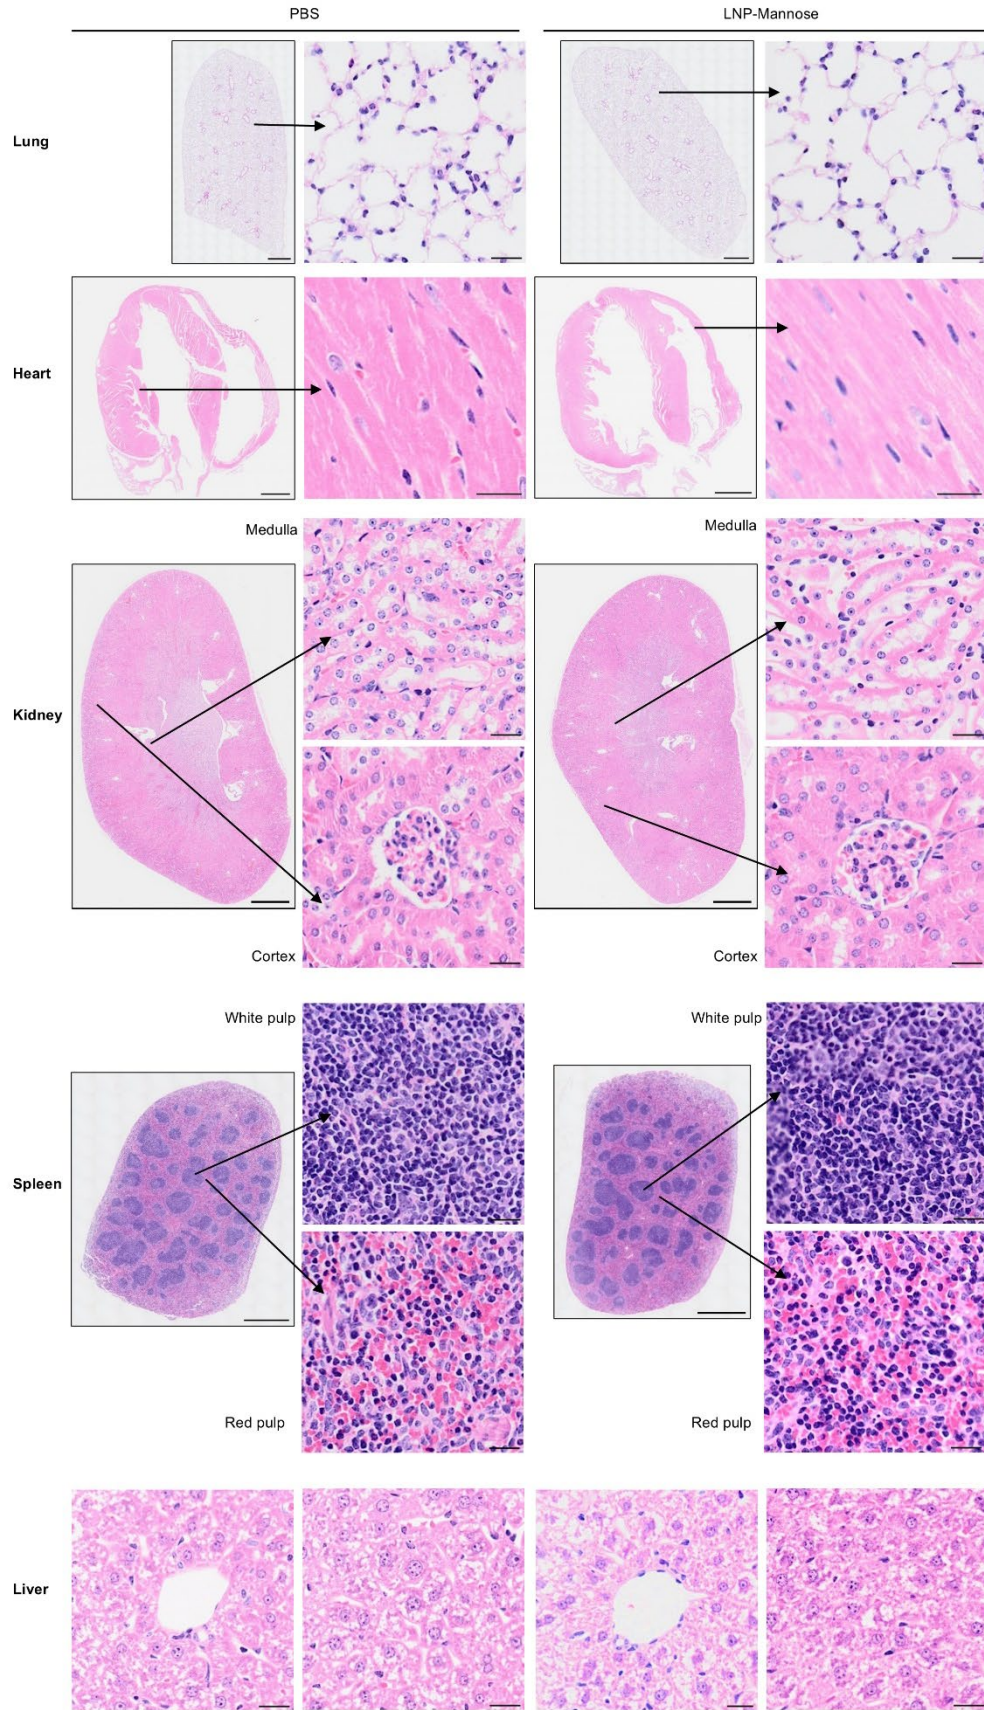 PBS
LNP-Mannose
Lung
Heart
Medulla
Medulla
Kidney
Cortex
Cortex
White pulp
White pulp
Spleen
Red pulp
Red pulp
Liver